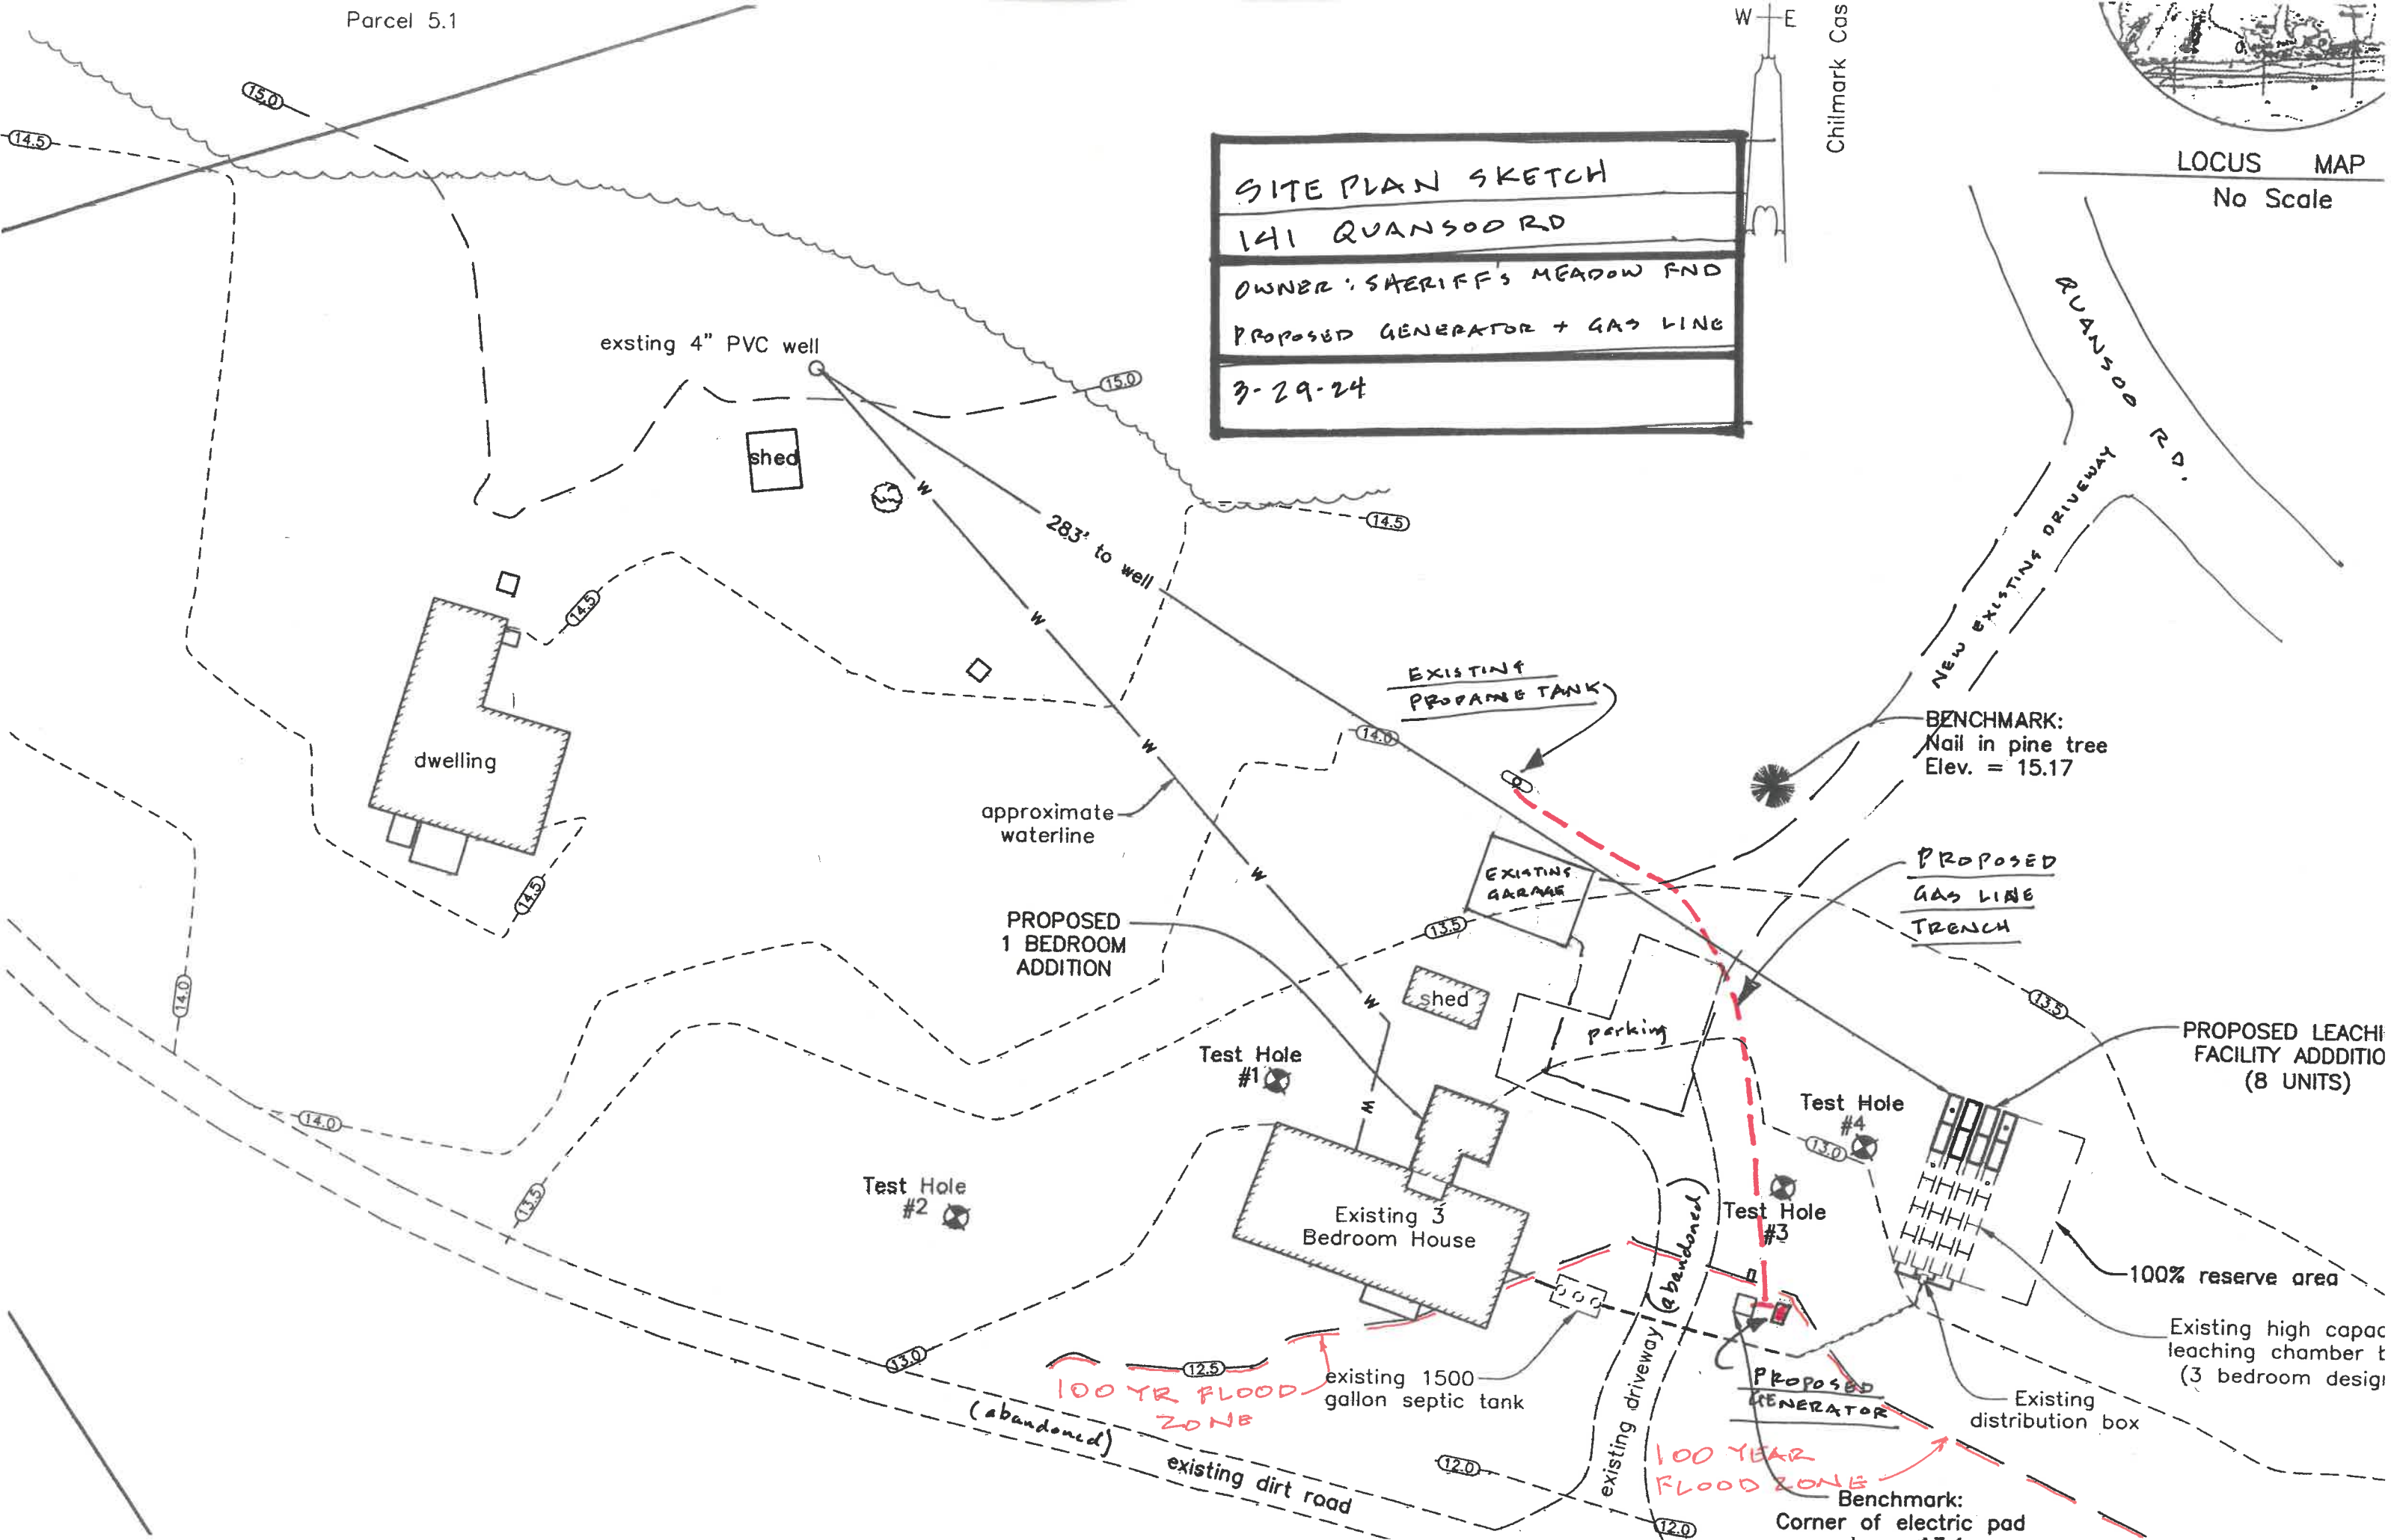 Parcel 5.1
W E
Chilmark Cas
LOCUS MAP
No Scale
SITE PLAN SKETCH
141 QUANSOO RD
OWNER: SHERIFF'S MEADOW FND
PROPOSED GENERATOR + GAS LINE
3-29-24
QUANSOO RD.
NEW EXISTING DRIVEWAY
15.0
14.5
exsting 4" PVC well
15.0
shed
W
14.5
283' to well
W
14.5
EXISTING
PROPANE TANK
14.0
BENCHMARK:
Nail in pine tree
Elev. = 15.17
dwelling
W
approximate
waterline
W
14.5
EXISTING
GARAGE
PROPOSED
GAS LINE
TRENCH
PROPOSED
1 BEDROOM
ADDITION
13.5
14.0
W
shed
parking
13.5
PROPOSED LEACHI
FACILITY ADDDITIO
(8 UNITS)
Test Hole
#1
W
Test Hole
#4
13.0
14.0
13.5
Test Hole
#2
Existing 3
Bedroom House
Test Hole
#3
100% reserve area
existing driveway (abandoned)
13.0
12.5
100 YR FLOOD
ZONE
existing 1500
gallon septic tank
PROPOSED
GENERATOR
Existing high capac
leaching chamber b
(3 bedroom desig
Existing
distribution box
(abandoned)
existing dirt road
12.0
100 YEAR
FLOOD ZONE
12.0
Benchmark:
Corner of electric pad